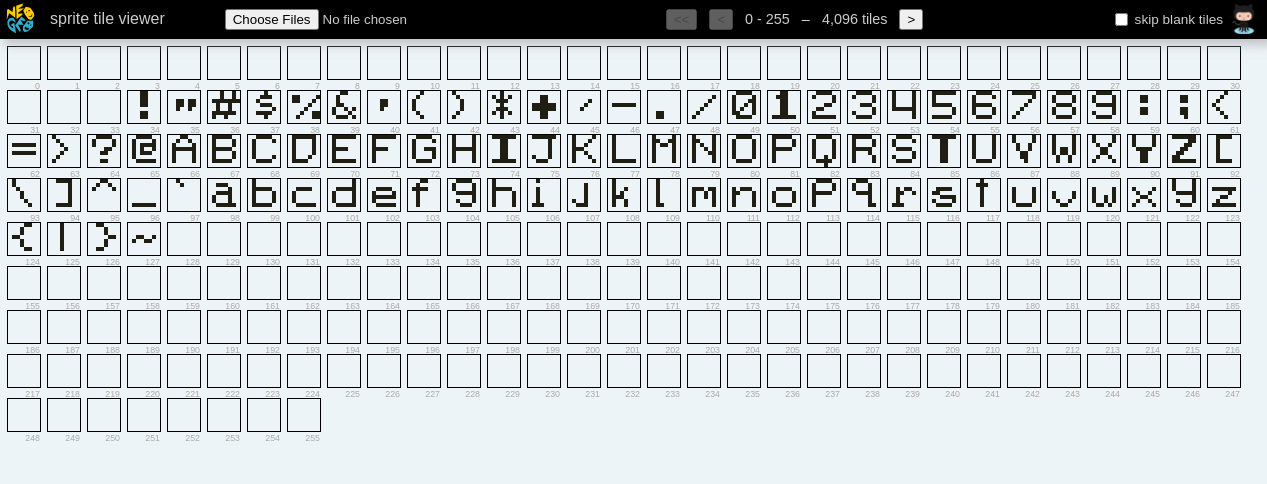 NEO GEO sprite tile viewer Choose Files No file chosen << < 0 - 255 – 4,096 tiles > skip blank tiles
0 1 2 3 4 5 6 7 8 9 10 11 12 13 14 15 16 17 18 19 20 21 22 23 24 25 26 27 28 29 30
! " # $ % & ' ( ) * + , - . / 0 1 2 3 4 5 6 7 8 9 : ; <
31 32 33 34 35 36 37 38 39 40 41 42 43 44 45 46 47 48 49 50 51 52 53 54 55 56 57 58 59 60 61
= > ? @ A B C D E F G H I J K L M N O P Q R S T U V W X Y Z [
62 63 64 65 66 67 68 69 70 71 72 73 74 75 76 77 78 79 80 81 82 83 84 85 86 87 88 89 90 91 92
\ ] ^ _ ` a b c d e f g h i j k l m n o p q r s t u v w x y z
93 94 95 96 97 98 99 100 101 102 103 104 105 106 107 108 109 110 111 112 113 114 115 116 117 118 119 120 121 122 123
{ | } ~
124 125 126 127 128 129 130 131 132 133 134 135 136 137 138 139 140 141 142 143 144 145 146 147 148 149 150 151 152 153 154
155 156 157 158 159 160 161 162 163 164 165 166 167 168 169 170 171 172 173 174 175 176 177 178 179 180 181 182 183 184 185
186 187 188 189 190 191 192 193 194 195 196 197 198 199 200 201 202 203 204 205 206 207 208 209 210 211 212 213 214 215 216
217 218 219 220 221 222 223 224 225 226 227 228 229 230 231 232 233 234 235 236 237 238 239 240 241 242 243 244 245 246 247
248 249 250 251 252 253 254 255